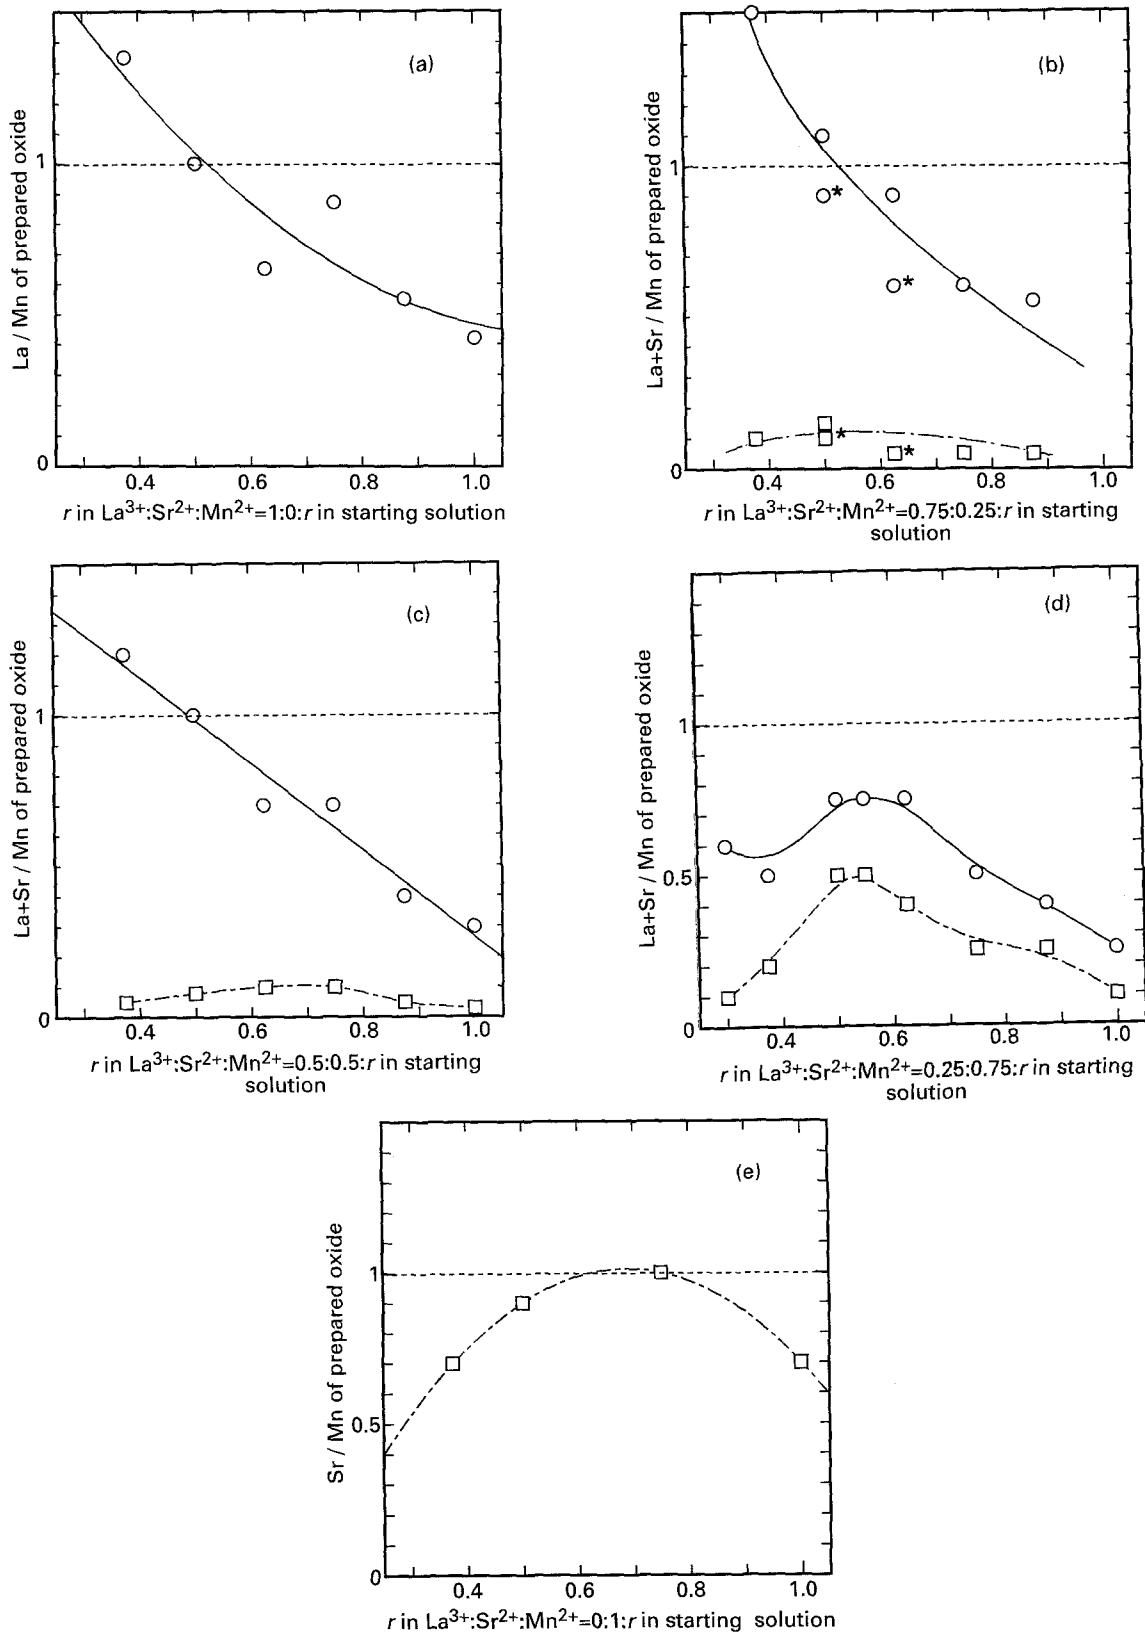 (a)
La / Mn of prepared oxide
1
0
0.4 0.6 0.8 1.0
r in La3+:Sr2+:Mn2+=1:0:r in starting solution
(b)
La+Sr / Mn of prepared oxide
1
*
*
*
*
0
0.4 0.6 0.8 1.0
r in La3+:Sr2+:Mn2+=0.75:0.25:r in starting
solution
(c)
La+Sr / Mn of prepared oxide
1
0
0.4 0.6 0.8 1.0
r in La3+:Sr2+:Mn2+=0.5:0.5:r in starting
solution
(d)
La+Sr / Mn of prepared oxide
1
0.5
0
0.4 0.6 0.8 1.0
r in La3+:Sr2+:Mn2+=0.25:0.75:r in starting
solution
(e)
Sr / Mn of prepared oxide
1
0.5
0
0.4 0.6 0.8 1.0
r in La3+:Sr2+:Mn2+=0:1:r in starting solution